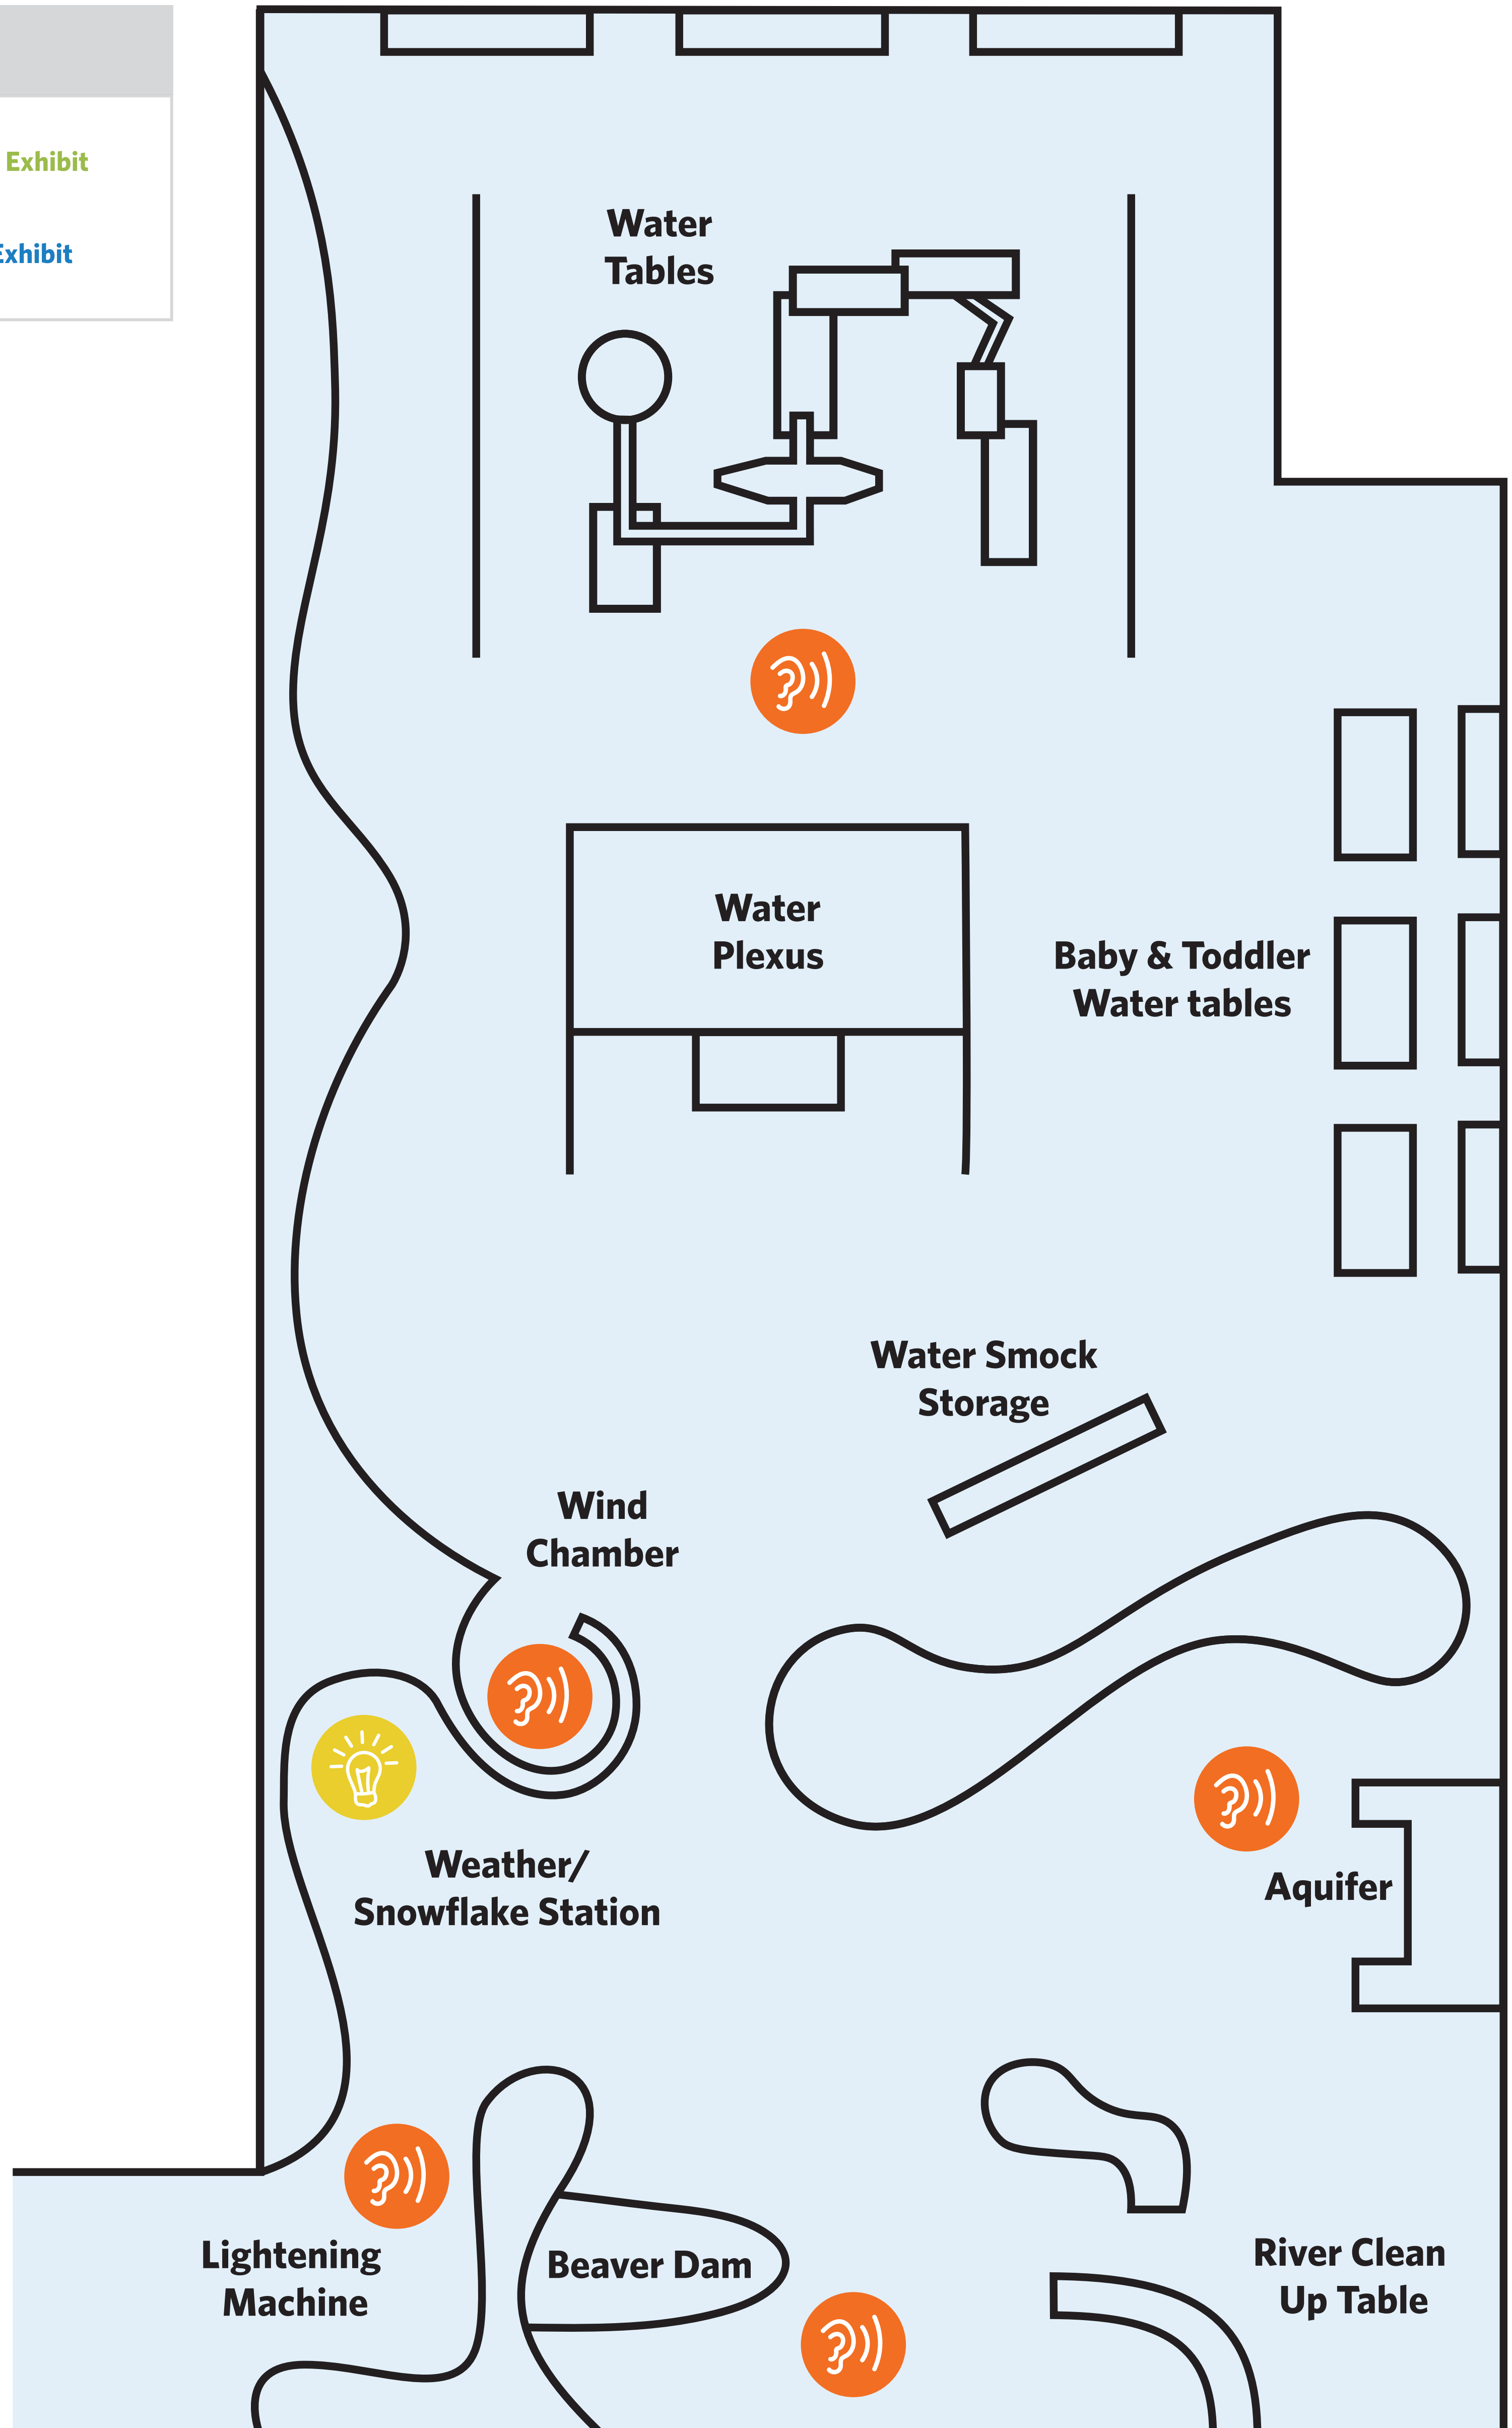 Exhibit
Exhibit
Water
Tables
Water
Plexus
Baby & Toddler
Water tables
Water Smock
Storage
Wind
Chamber
Weather/
Snowflake Station
Aquifer
Lightening
Machine
Beaver Dam
River Clean
Up Table